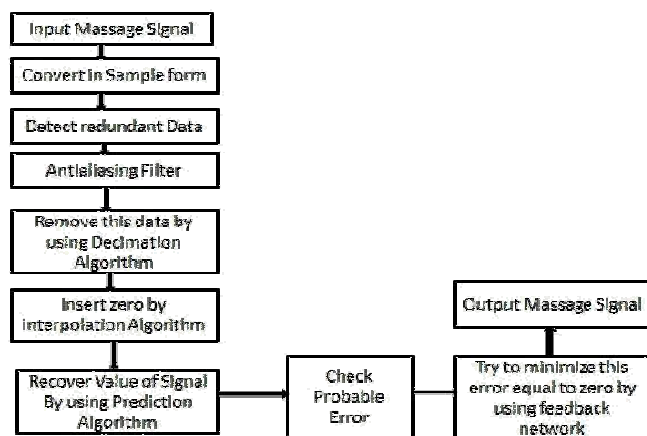 Input Massage Signal
Convert in Sample form
Detect redundant Data
Antialiasing Filter
Remove this data by
using Decimation
Algorithm
Insert zero by
interpolation Algorithm
Recover Value of Signal
By using Prediction
Algorithm
Check
Probable
Error
Try to minimize this
error equal to zero by
using feedback
network
Output Massage Signal